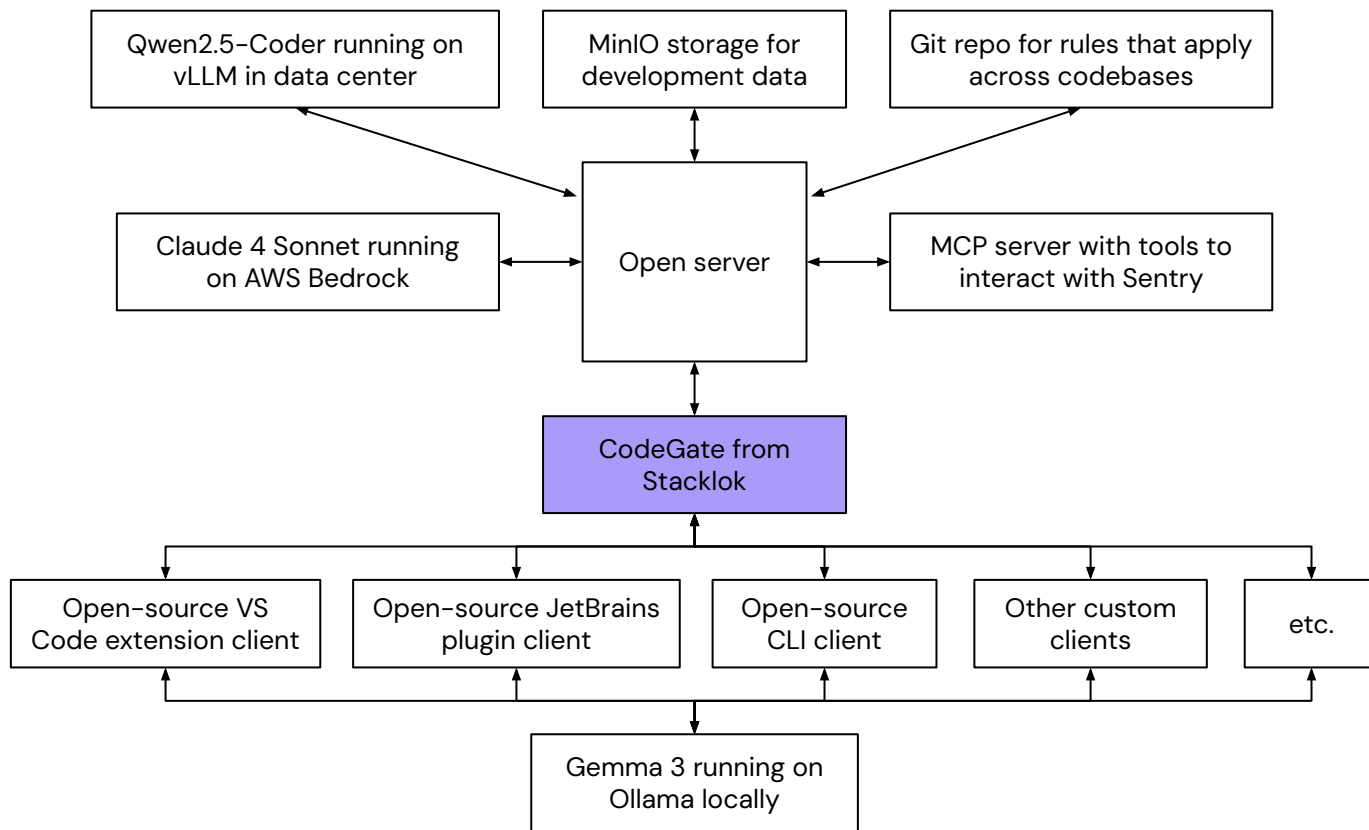 Qwen2.5-Coder running on
vLLM in data center
MinIO storage for
development data
Git repo for rules that apply
across codebases
Claude 4 Sonnet running
on AWS Bedrock
Open server
MCP server with tools to
interact with Sentry
CodeGate from
Stacklok
Open-source VS
Code extension client
Open-source JetBrains
plugin client
Open-source
CLI client
Other custom
clients
etc.
Gemma 3 running on
Ollama locally